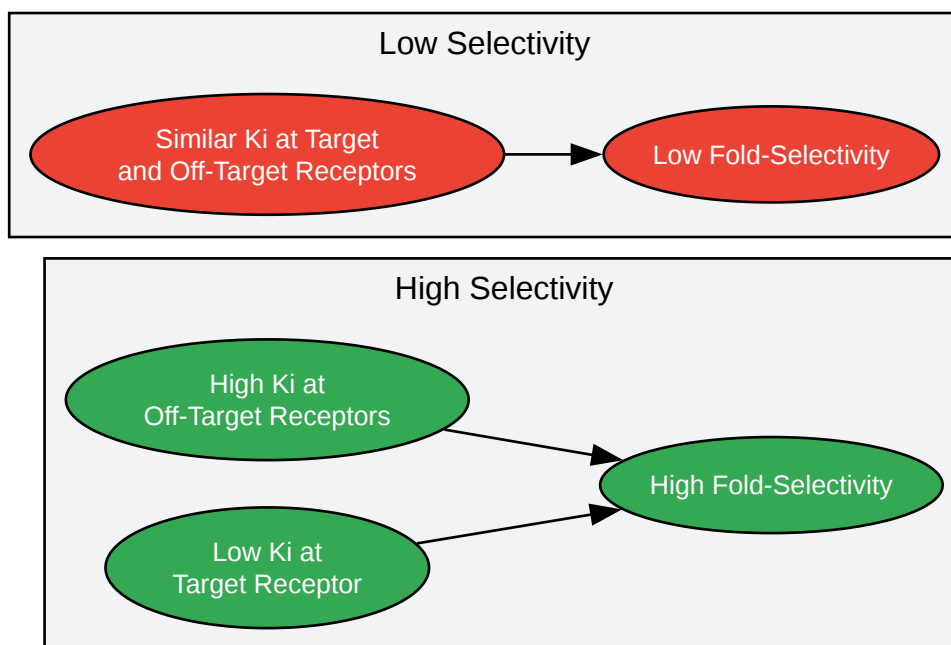 Low Selectivity
Similar Ki at Target
and Off-Target Receptors
Low Fold-Selectivity
High Selectivity
High Ki at
Off-Target Receptors
High Fold-Selectivity
Low Ki at
Target Receptor